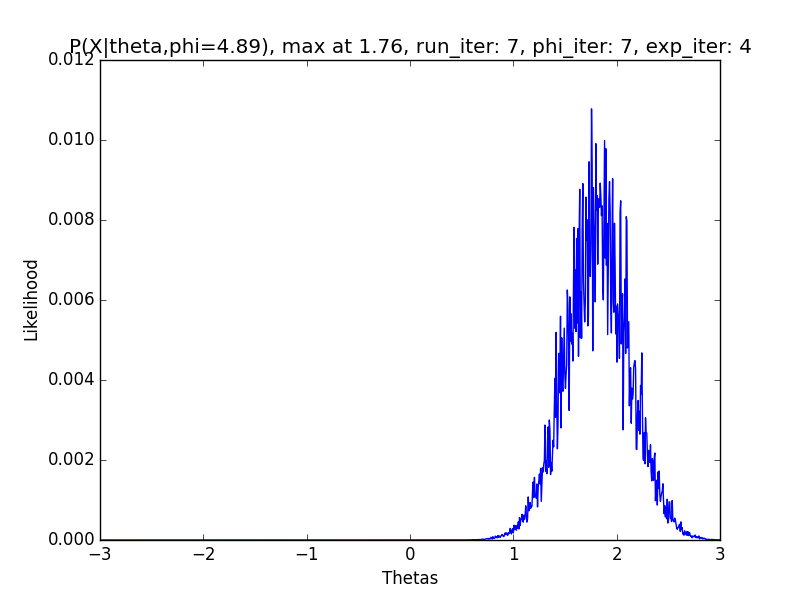 P(X|theta,phi=4.89), max at 1.76, run_iter: 7, phi_iter: 7, exp_iter: 4
0.012
0.010
0.008
0.006
0.004
0.002
0.000
Likelihood
−3 −2 −1 0 1 2 3
Thetas